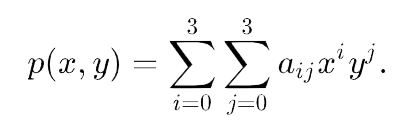 p(x, y) = \sum_{i=0}^{3} \sum_{j=0}^{3} a_{ij} x^i y^j.